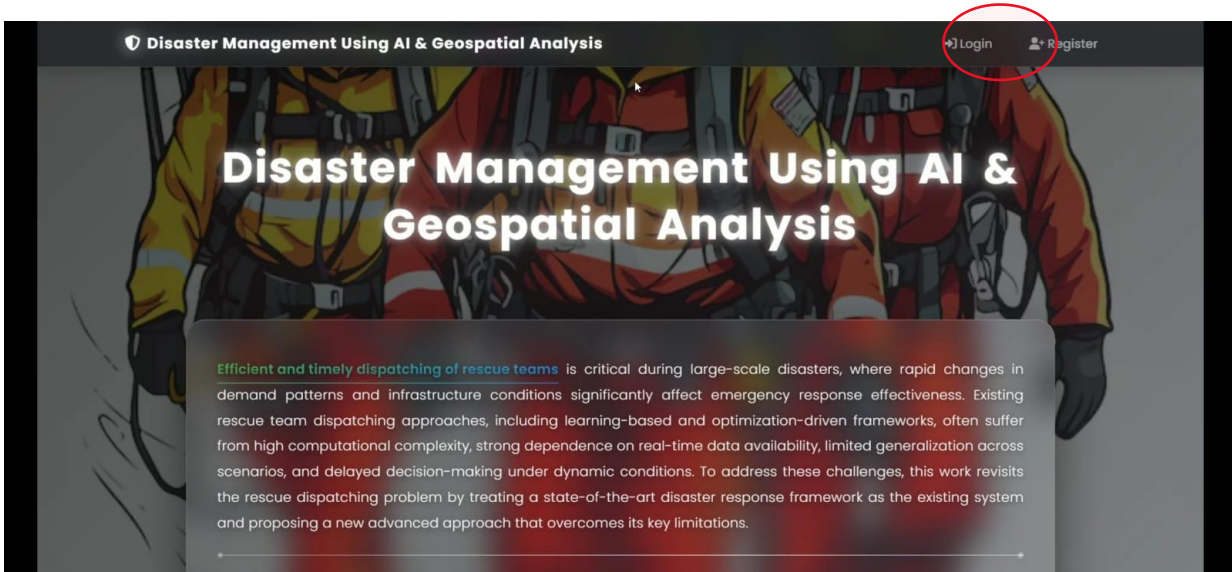 Disaster Management Using AI & Geospatial Analysis
Login
Register
Disaster Management Using AI &
Geospatial Analysis
Efficient and timely dispatching of rescue teams is critical during large-scale disasters, where rapid changes in
demand patterns and infrastructure conditions significantly affect emergency response effectiveness. Existing
rescue team dispatching approaches, including learning-based and optimization-driven frameworks, often suffer
from high computational complexity, strong dependence on real-time data availability, limited generalization across
scenarios, and delayed decision-making under dynamic conditions. To address these challenges, this work revisits
the rescue dispatching problem by treating a state-of-the-art disaster response framework as the existing system
and proposing a new advanced approach that overcomes its key limitations.